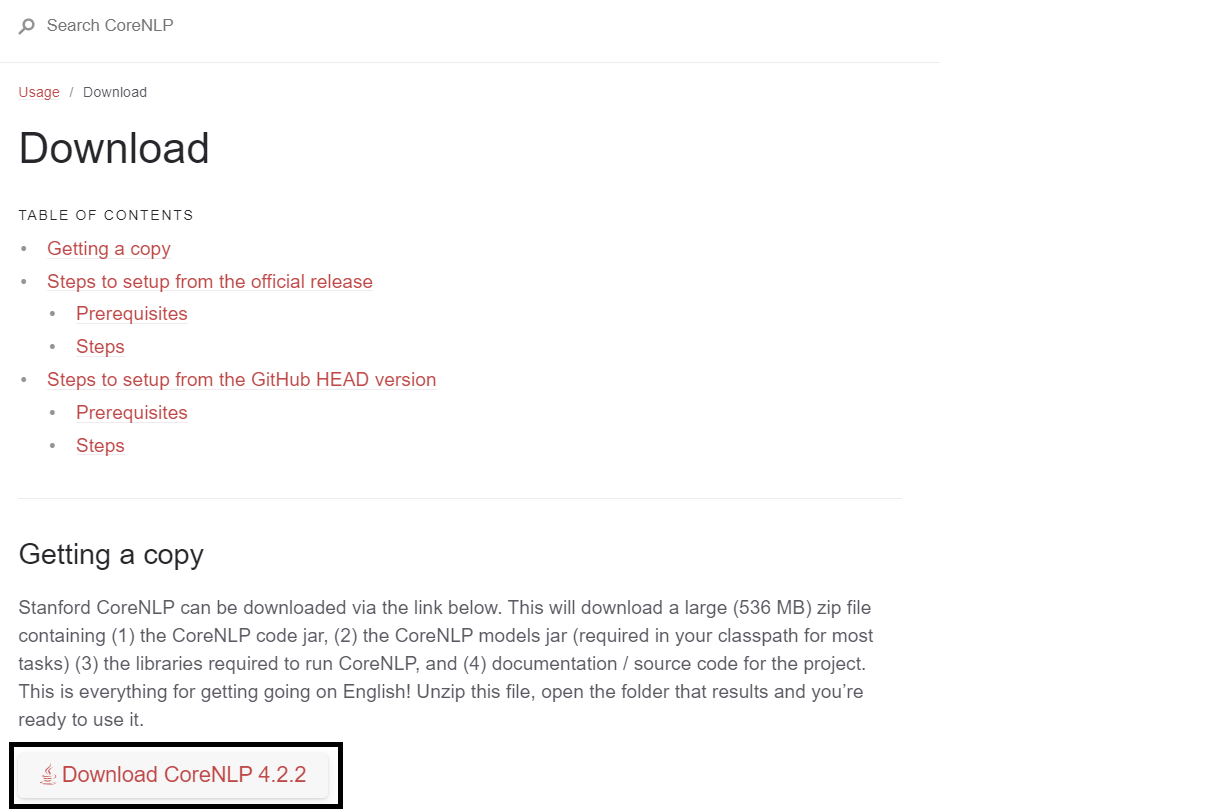 Search CoreNLP
Usage / Download
Download
TABLE OF CONTENTS
• Getting a copy
• Steps to setup from the official release
• Prerequisites
• Steps
• Steps to setup from the GitHub HEAD version
• Prerequisites
• Steps
Getting a copy
Stanford CoreNLP can be downloaded via the link below. This will download a large (536 MB) zip file
containing (1) the CoreNLP code jar, (2) the CoreNLP models jar (required in your classpath for most
tasks) (3) the libraries required to run CoreNLP, and (4) documentation / source code for the project.
This is everything for getting going on English! Unzip this file, open the folder that results and you’re
ready to use it.
Download CoreNLP 4.2.2